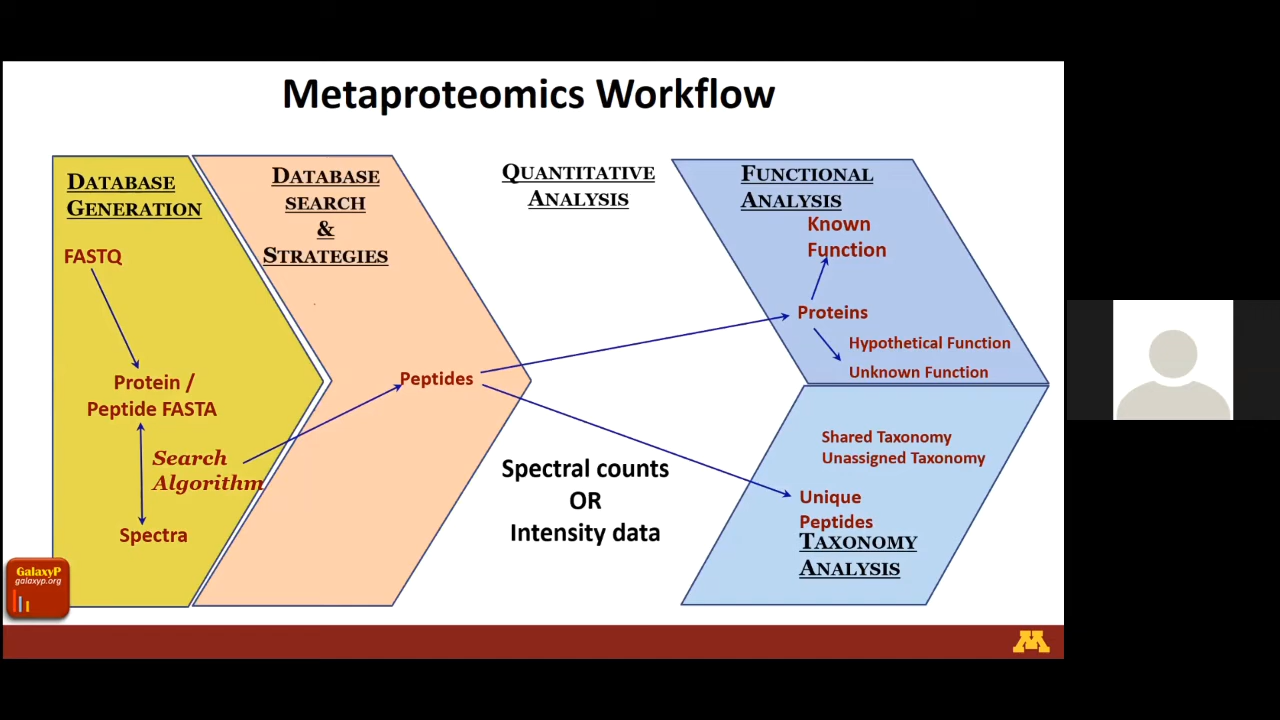 Metaproteomics Workflow
DATABASE
GENERATION
FASTQ
Protein /
Peptide FASTA
Search
Algorithm
Spectra
DATABASE
SEARCH
&
STRATEGIES
Peptides
QUANTITATIVE
ANALYSIS
Spectral counts
OR
Intensity data
FUNCTIONAL
ANALYSIS
Known
Function
Proteins
Hypothetical Function
Unknown Function
Shared Taxonomy
Unassigned Taxonomy
Unique
Peptides
TAXONOMY
ANALYSIS
GalaxyP
galaxyp.org
M